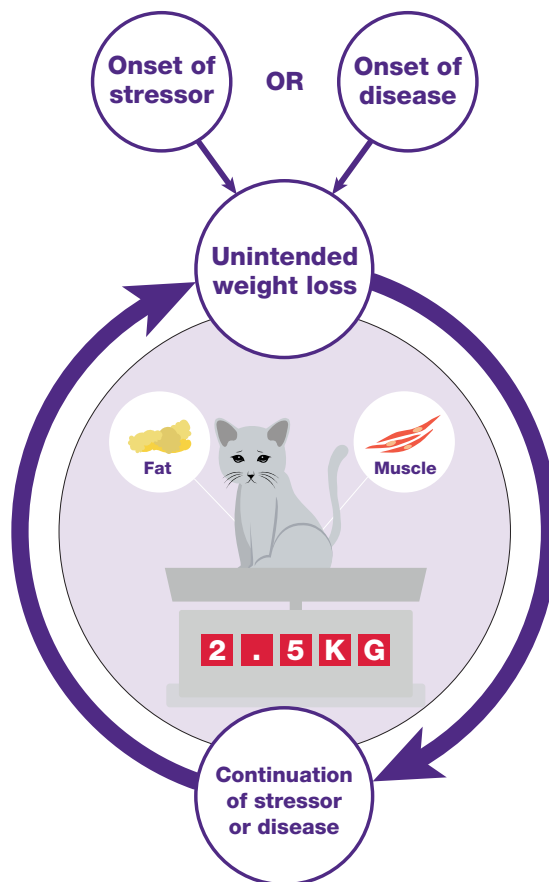 Onset of
stressor
OR
Onset of
disease
Unintended
weight loss
Fat
Muscle
2.5KG
Continuation
of stressor
or disease